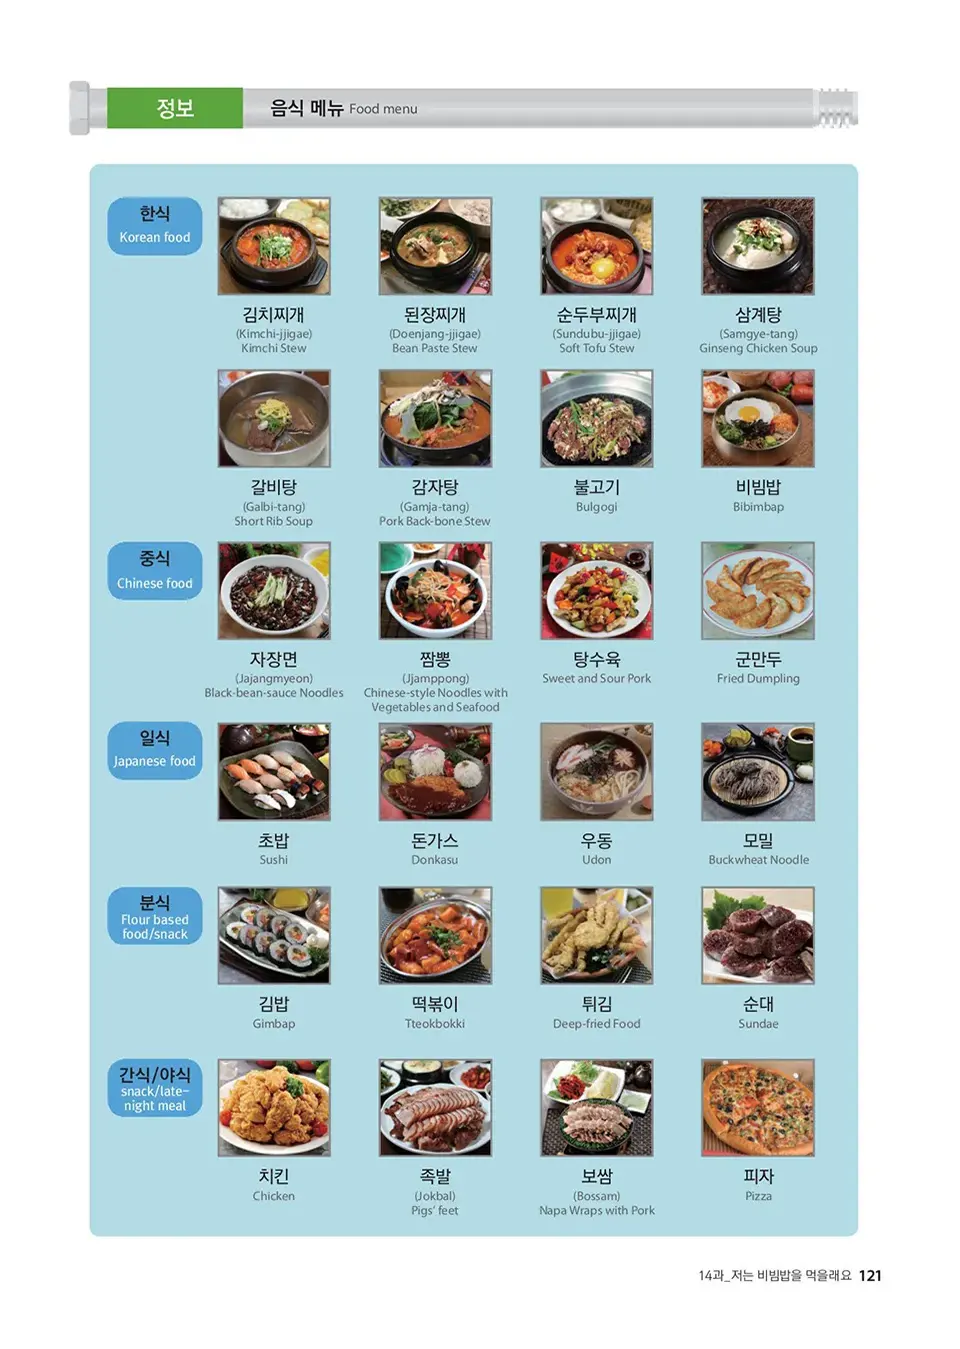 정보
음식 메뉴 Food menu
한식
Korean food
김치찌개
(Kimchi-jjigae)
Kimchi Stew
된장찌개
(Doenjang-jjigae)
Bean Paste Stew
순두부찌개
(Sundubu-jjigae)
Soft Tofu Stew
삼계탕
(Samgye-tang)
Ginseng Chicken Soup
갈비탕
(Galbi-tang)
Short Rib Soup
감자탕
(Gamja-tang)
Pork Back-bone Stew
불고기
Bulgogi
비빔밥
Bibimbap
중식
Chinese food
자장면
(Jajangmyeon)
Black-bean-sauce Noodles
짬뽕
(Jjamppong)
Chinese-style Noodles with
Vegetables and Seafood
탕수육
Sweet and Sour Pork
군만두
Fried Dumpling
일식
Japanese food
초밥
Sushi
돈가스
Donkasu
우동
Udon
모밀
Buckwheat Noodle
분식
Flour based
food/snack
김밥
Gimbap
떡볶이
Tteokbokki
튀김
Deep-fried Food
순대
Sundae
간식/야식
snack/late-
night meal
치킨
Chicken
족발
(Jokbal)
Pigs' feet
보쌈
(Bossam)
Napa Wraps with Pork
피자
Pizza
14과_저는 비빔밥을 먹을래요 121